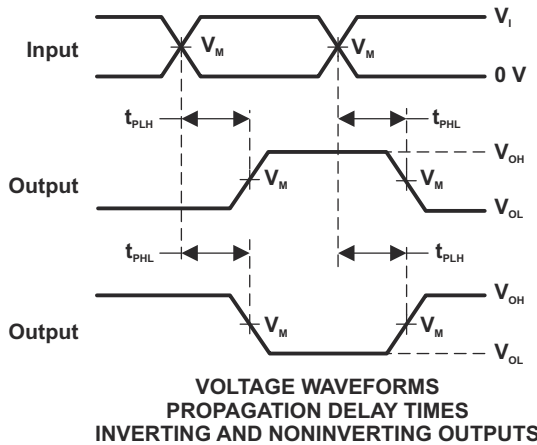 Input
V_M
V_M
V_I
0 V
t_PLH
t_PHL
Output
V_M
V_M
V_OH
V_OL
t_PHL
t_PLH
Output
V_M
V_M
V_OH
V_OL
VOLTAGE WAVEFORMS
PROPAGATION DELAY TIMES
INVERTING AND NONINVERTING OUTPUTS